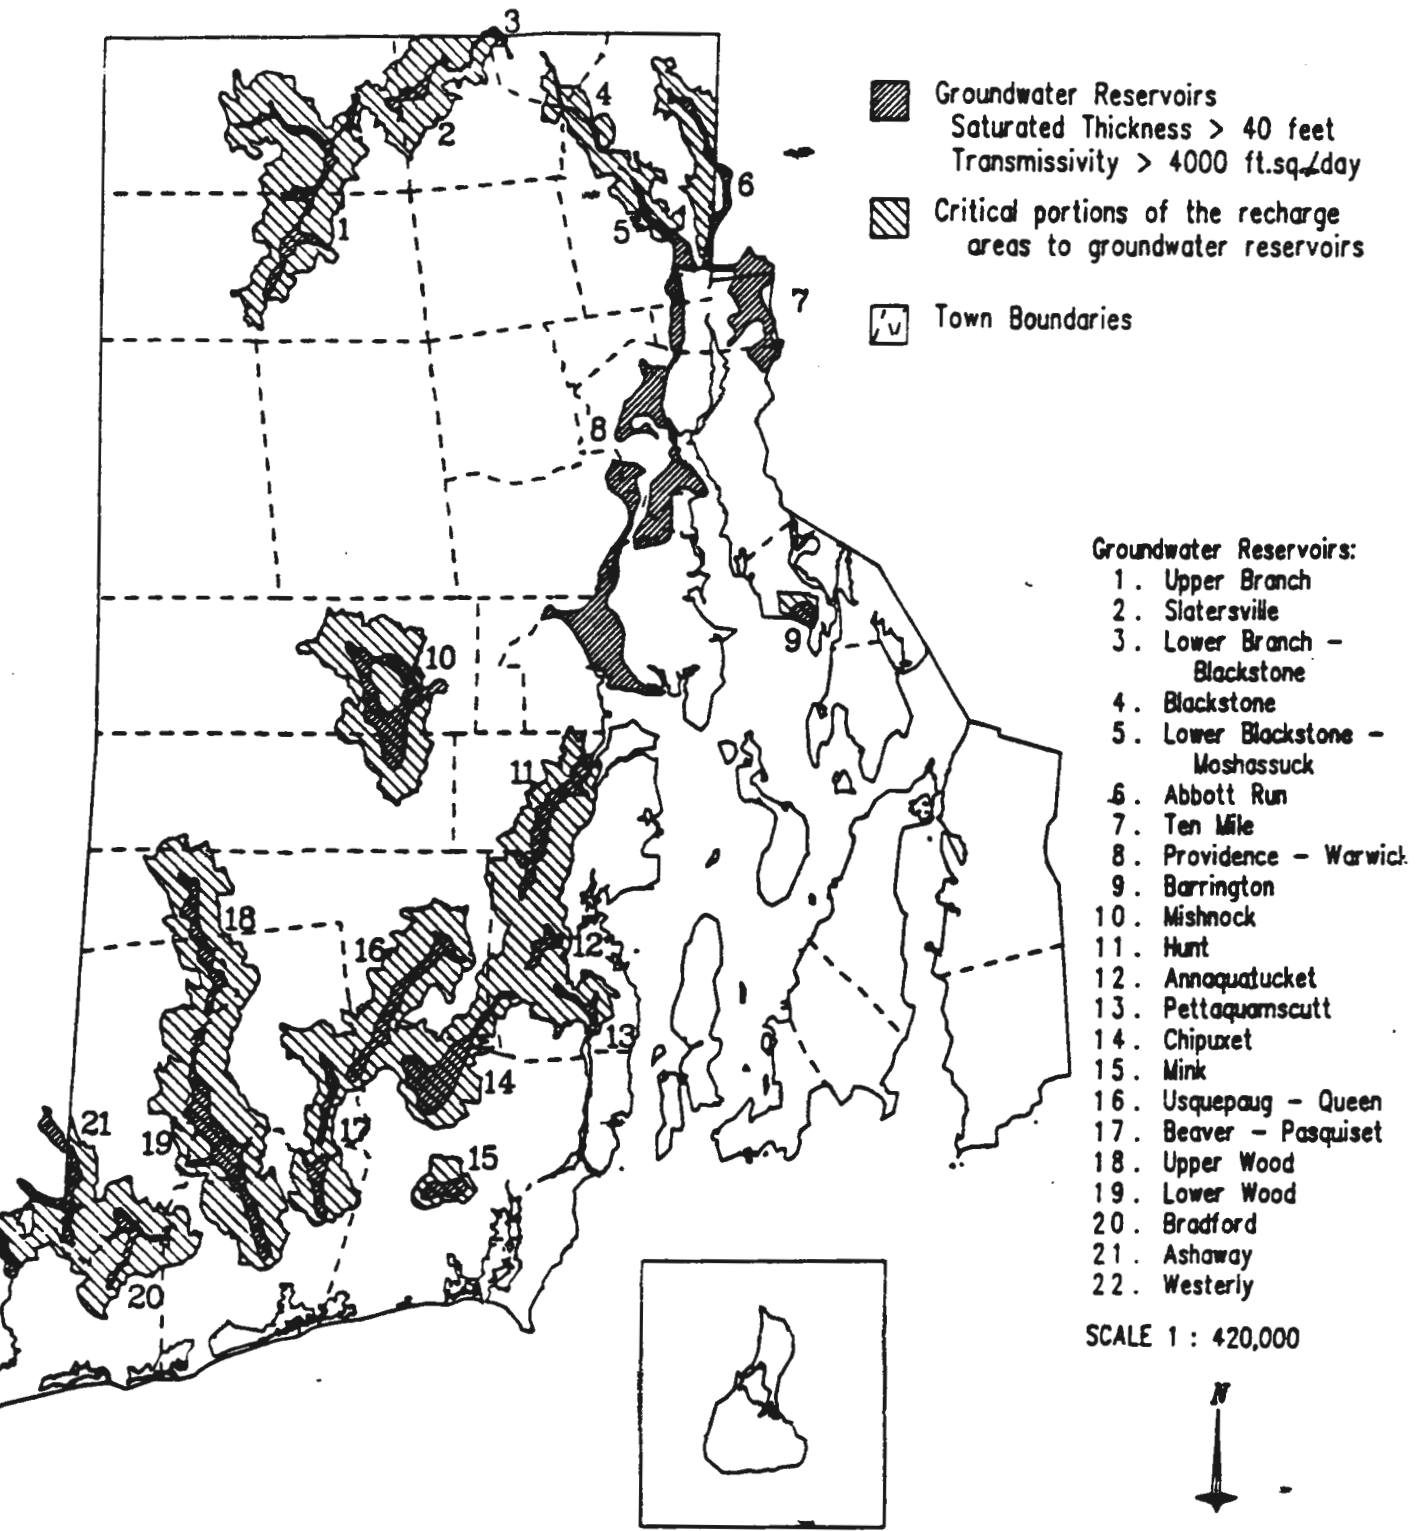 Groundwater Reservoirs
Saturated Thickness > 40 feet
Transmissivity > 4000 ft.sq./day
Critical portions of the recharge
areas to groundwater reservoirs
Town Boundaries
3
4
2
6
1
5
7
8
9
10
11
18
16
12
13
14
21
17
19
15
20
Groundwater Reservoirs:
1. Upper Branch
2. Slatersville
3. Lower Branch -
Blackstone
4. Blackstone
5. Lower Blackstone -
Moshassuck
6. Abbott Run
7. Ten Mile
8. Providence - Warwick
9. Barrington
10. Mishnock
11. Hunt
12. Annaquatucket
13. Pettaquamscutt
14. Chipuxet
15. Mink
16. Usquepaug - Queen
17. Beaver - Pasquiset
18. Upper Wood
19. Lower Wood
20. Bradford
21. Ashaway
22. Westerly
SCALE 1 : 420,000
N